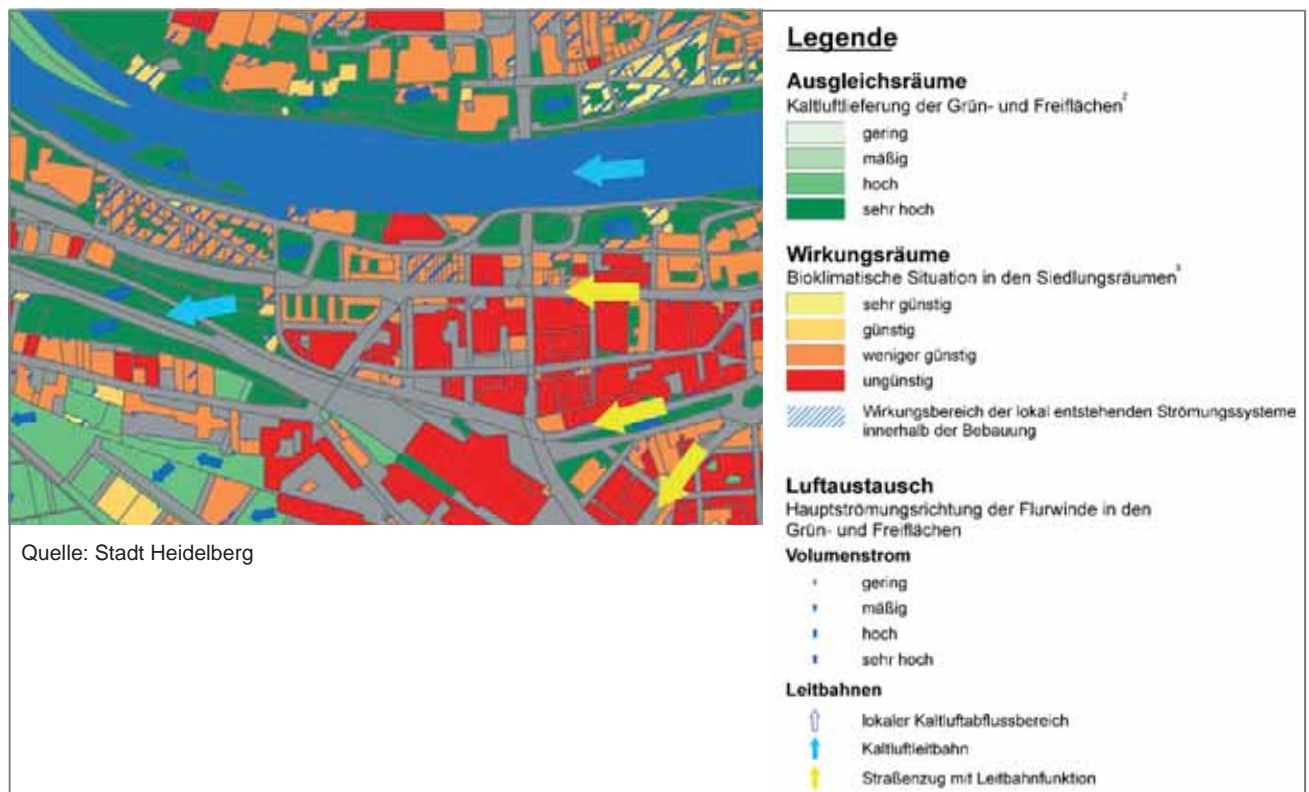 Legende
Ausgleichsräume
Kaltluftlieferung der Grün- und Freiflächen²
gering
mäßig
hoch
sehr hoch
Wirkungsräume
Bioklimatische Situation in den Siedlungsräumen³
sehr günstig
günstig
weniger günstig
ungünstig
Wirkungsbereich der lokal entstehenden Strömungssysteme
innerhalb der Bebauung
Luftaustausch
Hauptströmungsrichtung der Flurwinde in den
Grün- und Freiflächen
Volumenstrom
gering
mäßig
hoch
sehr hoch
Leitbahnen
lokaler Kaltluftabflussbereich
Kaltluftleitbahn
Straßenzug mit Leitbahnfunktion
Quelle: Stadt Heidelberg